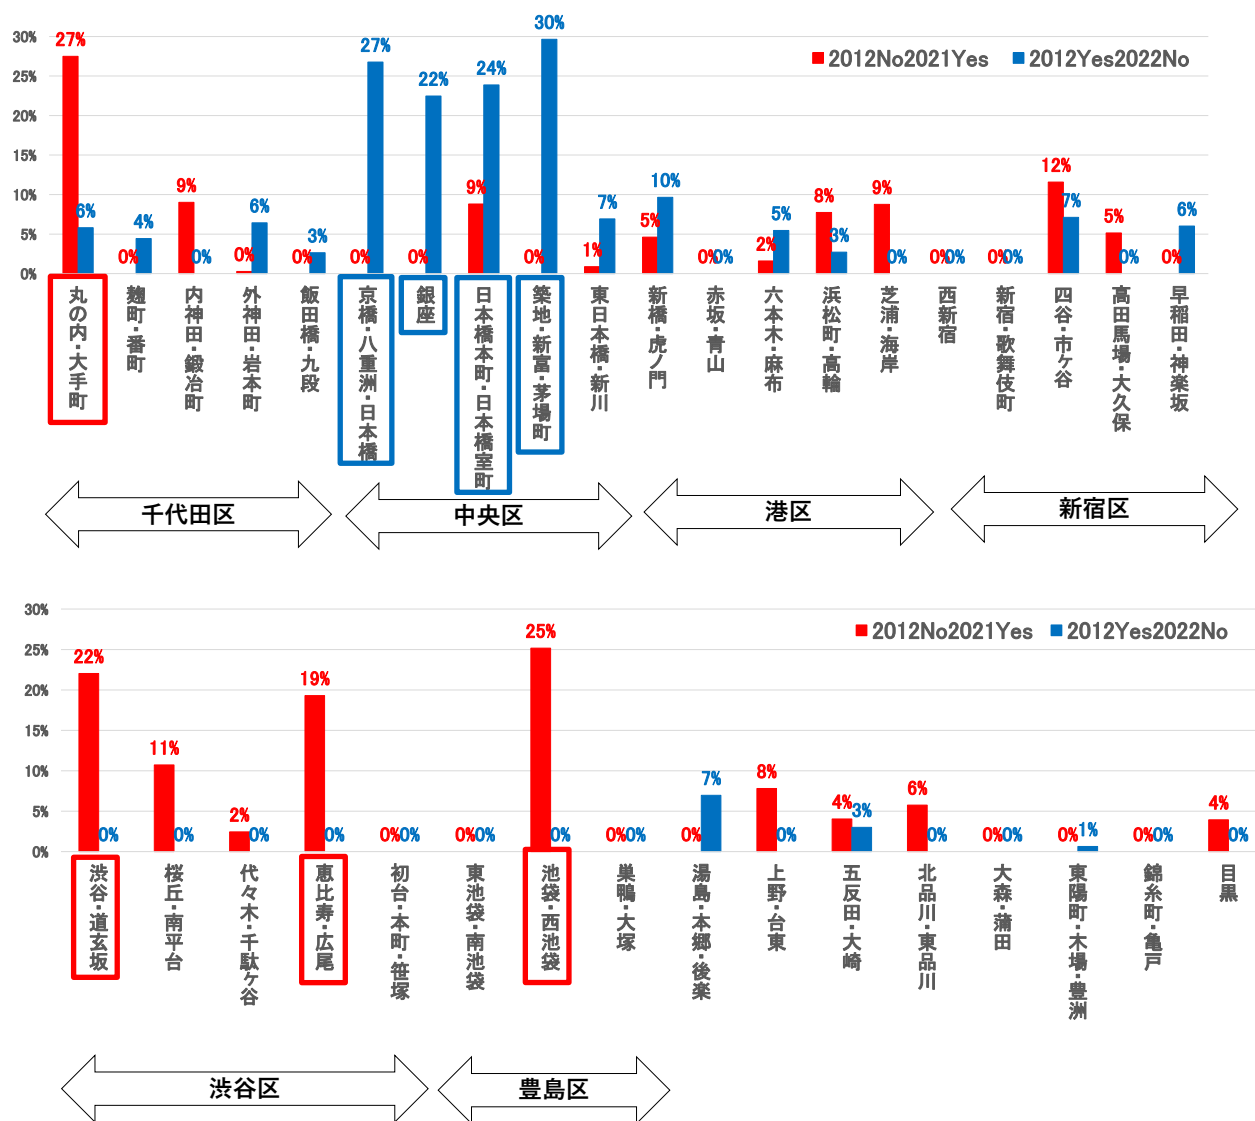 30%
25%
20%
15%
10%
5%
0%
2012No2021Yes
2012Yes2022No
27%
6%
0%
4%
9%
0%
0%
6%
0%
3%
0%
27%
0%
22%
9%
24%
0%
30%
1%
7%
5%
10%
0%
0%
2%
5%
8%
3%
9%
0%
0%
0%
0%
0%
12%
7%
5%
0%
0%
6%
丸の内・大手町
麹町・番町
内神田・鍛冶町
外神田・岩本町
飯田橋・九段
京橋・八重洲・日本橋
銀座
日本橋本町・日本橋室町
築地・新富・茅場町
東日本橋・新川
新橋・虎ノ門
赤坂・青山
六本木・麻布
浜松町・高輪
芝浦・海岸
西新宿
新宿・歌舞伎町
四谷・市ケ谷
高田馬場・大久保
早稲田・神楽坂
千代田区
中央区
港区
新宿区
30%
25%
20%
15%
10%
5%
0%
2012No2021Yes
2012Yes2022No
22%
0%
11%
0%
2%
0%
19%
0%
0%
0%
0%
0%
25%
0%
0%
0%
0%
7%
8%
0%
4%
3%
6%
0%
0%
0%
0%
1%
0%
0%
4%
0%
渋谷・道玄坂
桜丘・南平台
代々木・千駄ケ谷
恵比寿・広尾
初台・本町・笹塚
東池袋・南池袋
池袋・西池袋
巣鴨・大塚
湯島・本郷・後楽
上野・台東
五反田・大崎
北品川・東品川
大森・蒲田
東陽町・木場・豊洲
錦糸町・亀戸
目黒
渋谷区
豊島区